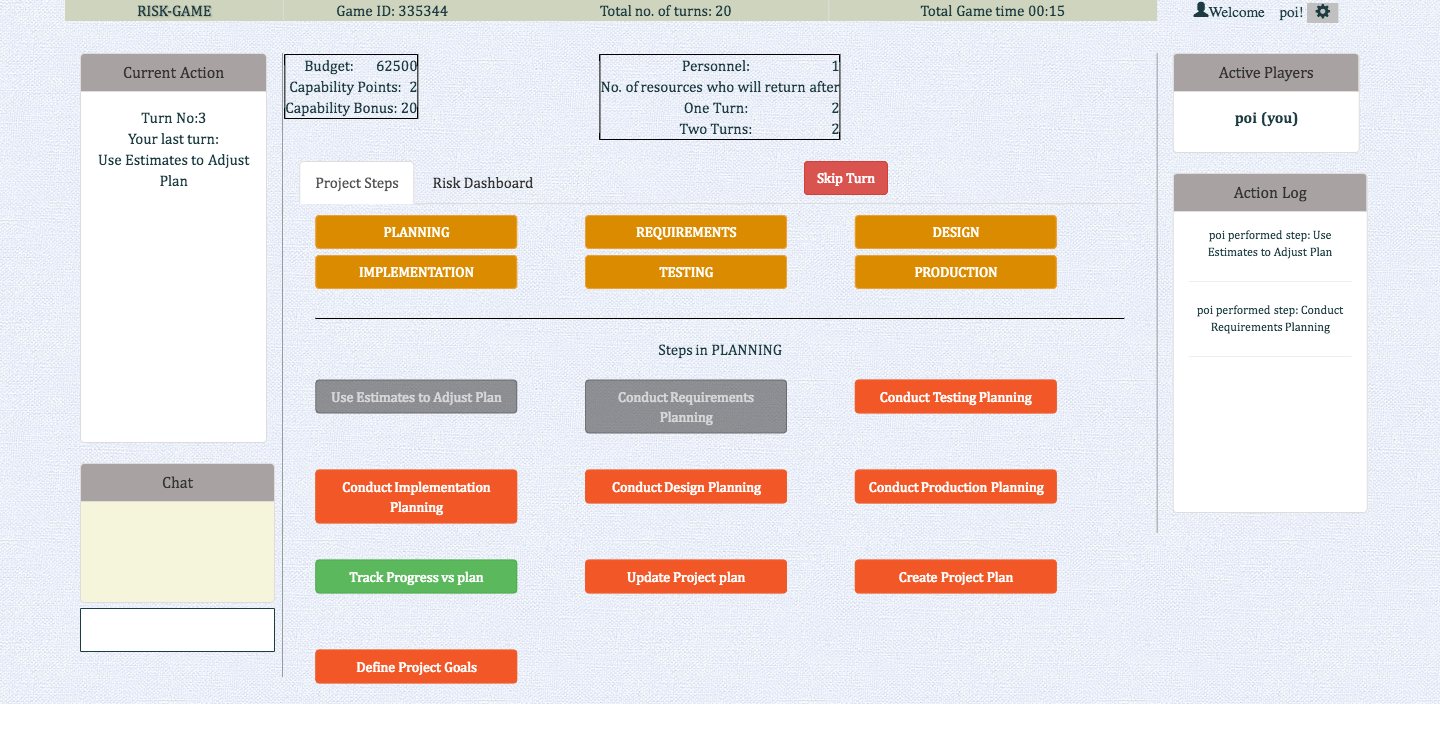 RISK-GAME Game ID: 335344 Total no. of turns: 20 Total Game time 00:15 Welcome poi!
Current Action
Turn No:3
Your last turn:
Use Estimates to Adjust
Plan
Chat
Budget: 62500
Capability Points: 2
Capability Bonus: 20
Personnel: 1
No. of resources who will return after
One Turn: 2
Two Turns: 2
Project Steps Risk Dashboard Skip Turn
PLANNING REQUIREMENTS DESIGN
IMPLEMENTATION TESTING PRODUCTION
Steps in PLANNING
Use Estimates to Adjust Plan
Conduct Requirements
Planning
Conduct Testing Planning
Conduct Implementation
Planning
Conduct Design Planning
Conduct Production Planning
Track Progress vs plan
Update Project plan
Create Project Plan
Define Project Goals
Active Players
poi (you)
Action Log
poi performed step: Use
Estimates to Adjust Plan
poi performed step: Conduct
Requirements Planning